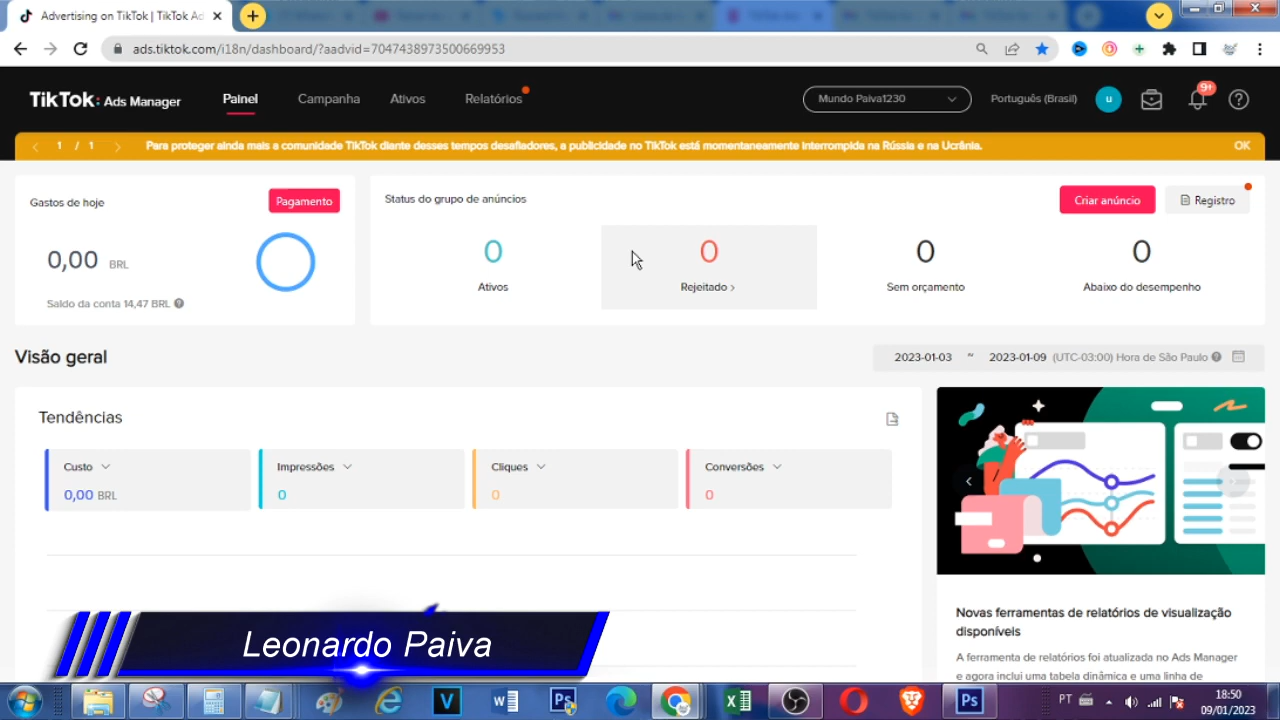 Advertising on TikTok | TikTok Ad
ads.tiktok.com/i18n/dashboard/?aadvid=7047438973500669953
TikTok: Ads Manager
Painel
Campanha
Ativos
Relatórios
Mundo Paiva1230
Português (Brasil)
u
9+
1 / 1
Para proteger ainda mais a comunidade TikTok diante desses tempos desafiadores, a publicidade no TikTok está momentaneamente interrompida na Rússia e na Ucrânia.
OK
Gastos de hoje
Pagamento
0,00 BRL
Saldo da conta 14,47 BRL
Status do grupo de anúncios
Criar anúncio
Registro
0
Ativos
0
Rejeitado
0
Sem orçamento
0
Abaixo do desempenho
Visão geral
2023-01-03 ~ 2023-01-09 (UTC-03:00) Hora de São Paulo
Tendências
Custo
0,00 BRL
Impressões
0
Cliques
0
Conversões
0
Novas ferramentas de relatórios de visualização
disponíveis
A ferramenta de relatórios foi atualizada no Ads Manager
e agora inclui uma tabela dinâmica e uma linha de
Leonardo Paiva
PT
18:50
09/01/2023